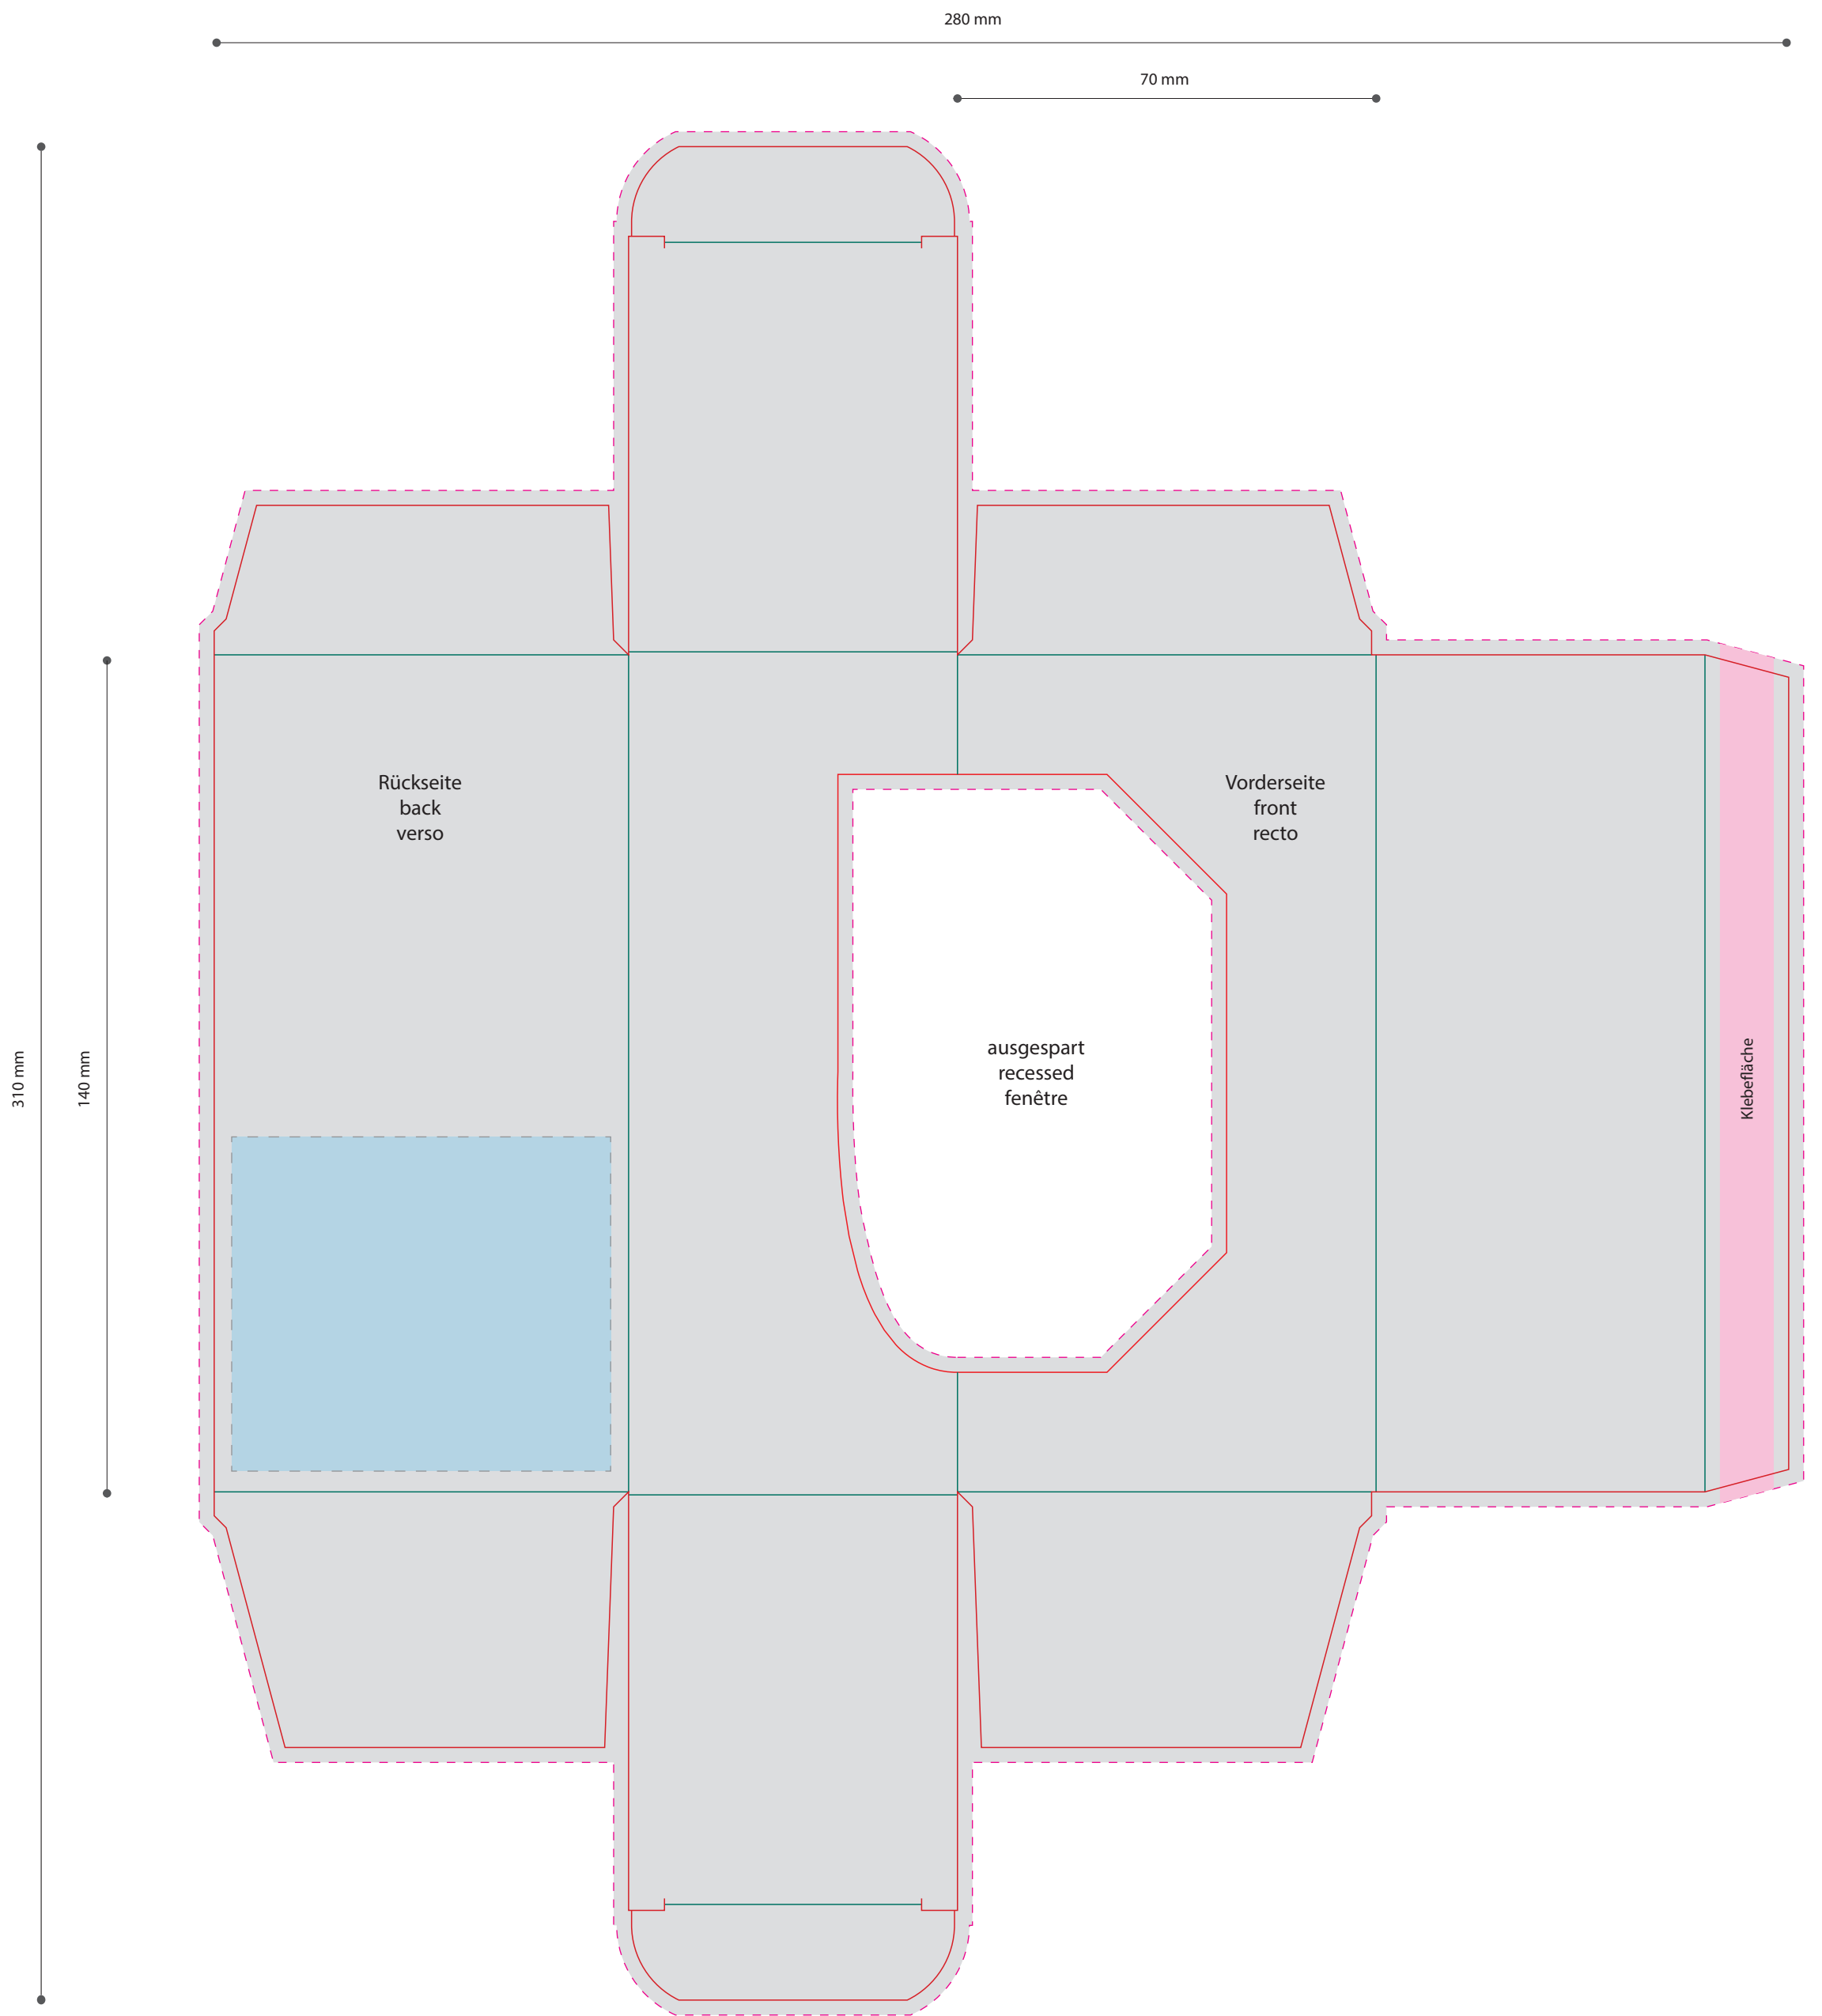 280 mm
70 mm
310 mm
140 mm
Rückseite
back
verso
Vorderseite
front
recto
ausgespart
recessed
fenêtre
Klebefläche